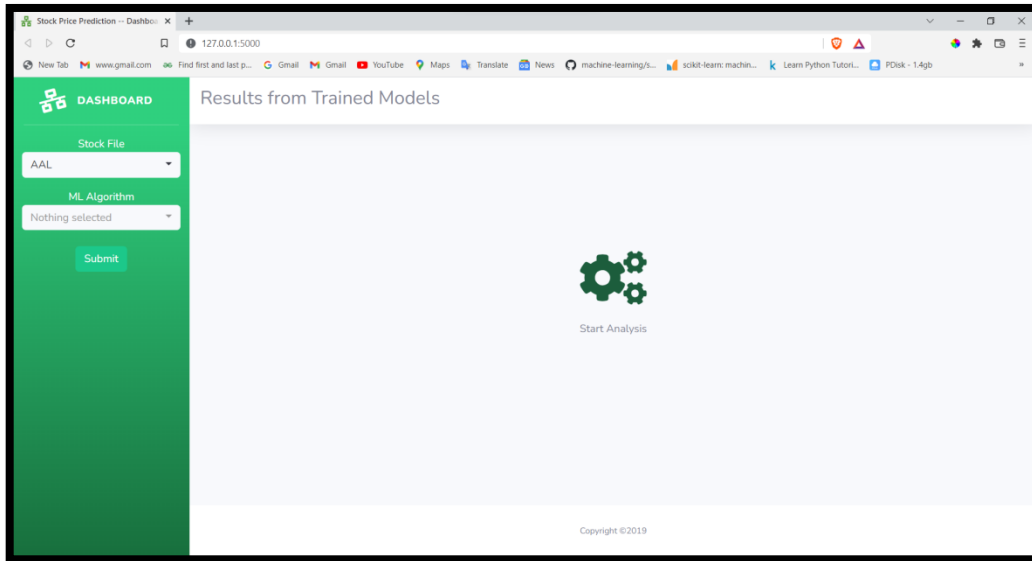 Stock Price Prediction -- Dashboo
127.0.0.1:5000
New Tab www.gmail.com Find first and last p... Gmail Gmail YouTube Maps Translate News machine-learning/s... scikit-learn: machin... Learn Python Tutori... PDisk - 1.4gb »
DASHBOARD
Results from Trained Models
Stock File
AAL
ML Algorithm
Nothing selected
Submit
Start Analysis
Copyright ©2019